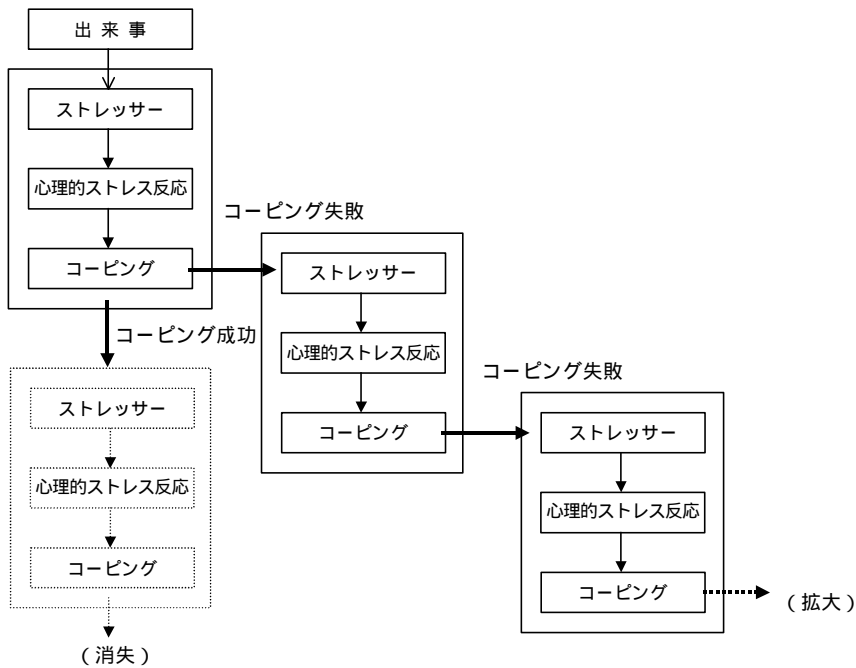 出 来 事
ストレッサー
心理的ストレス反応
コーピング
コーピング失敗
ストレッサー
心理的ストレス反応
コーピング
コーピング失敗
ストレッサー
心理的ストレス反応
コーピング
（拡大）
コーピング成功
ストレッサー
心理的ストレス反応
コーピング
（消失）